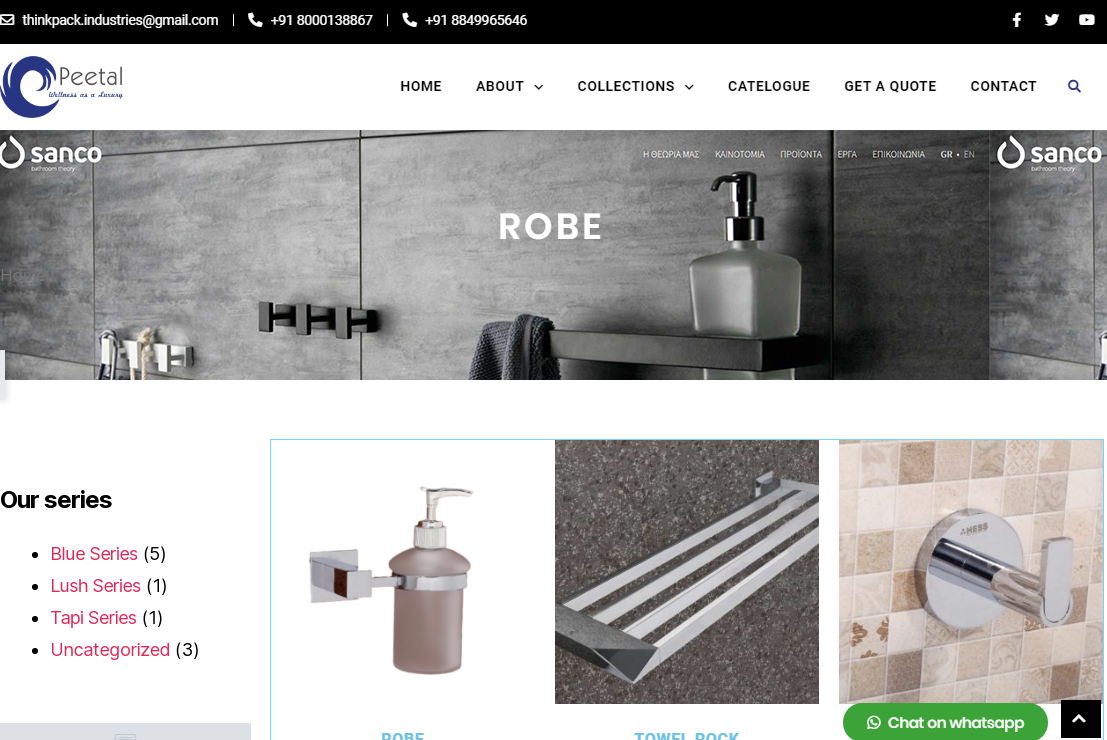 thinkpack.industries@gmail.com
+91 8000138867
+91 8849965646
Peetal
Wellness as a Luxury
HOME
ABOUT
COLLECTIONS
CATELOGUE
GET A QUOTE
CONTACT
sanco
bathroom theory
Η ΘΕΩΡΙΑ ΜΑΣ
ΚΑΙΝΟΤΟΜΙΑ
ΠΡΟΪΟΝΤΑ
ΕΡΓΑ
ΕΠΙΚΟΙΝΩΝΙΑ
GR • EN
sanco
bathroom theory
ROBE
Our series
Blue Series (5)
Lush Series (1)
Tapi Series (1)
Uncategorized (3)
HESS
Chat on whatsapp
ROBE
TOWEL ROCK